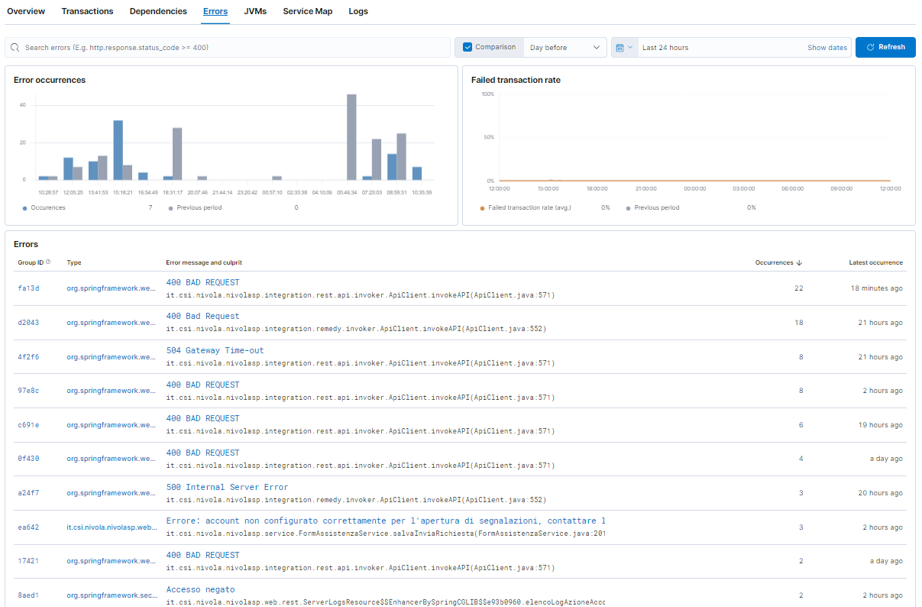 Overview Transactions Dependencies Errors JVMs Service Map Logs
Search errors (E.g. http.response.status_code >= 400) Comparison Day before Last 24 hours Show dates Refresh
Error occurrences
40
20
0
10:28:57 12:05:25 13:41:53 15:18:21 16:54:49 18:31:17 20:07:46 21:44:14 23:20:42 00:57:10 02:33:38 04:10:06 05:46:34 07:23:03 08:59:31 10:35:59
Occurences 7 Previous period 0
Failed transaction rate
100%
50%
0%
12:00:00 15:00:00 18:00:00 21:00:00 00:00:00 03:00:00 06:00:00 09:00:00 12:00:00
Failed transaction rate (avg.) 0% Previous period 0%
Errors
Group ID Type Error message and culprit Occurrences Latest occurrence
fa13d org.springframework.we... 400 BAD REQUEST 22 18 minutes ago
it.csi.nivola.nivolasp.integration.rest.api.invoker.ApiClient.invokeAPI(ApiClient.java:571)
d2043 org.springframework.we... 400 Bad Request 18 21 hours ago
it.csi.nivola.nivolasp.integration.remedy.invoker.ApiClient.invokeAPI(ApiClient.java:552)
4f2f6 org.springframework.we... 504 Gateway Time-out 8 21 hours ago
it.csi.nivola.nivolasp.integration.rest.api.invoker.ApiClient.invokeAPI(ApiClient.java:571)
97e8c org.springframework.we... 400 BAD REQUEST 8 2 hours ago
it.csi.nivola.nivolasp.integration.rest.api.invoker.ApiClient.invokeAPI(ApiClient.java:571)
c691e org.springframework.we... 400 BAD REQUEST 6 19 hours ago
it.csi.nivola.nivolasp.integration.rest.api.invoker.ApiClient.invokeAPI(ApiClient.java:571)
0f430 org.springframework.we... 400 BAD REQUEST 4 a day ago
it.csi.nivola.nivolasp.integration.rest.api.invoker.ApiClient.invokeAPI(ApiClient.java:571)
a24f7 org.springframework.we... 500 Internal Server Error 3 20 hours ago
it.csi.nivola.nivolasp.integration.remedy.invoker.ApiClient.invokeAPI(ApiClient.java:552)
ea642 it.csi.nivola.nivolasp.web... Errore: account non configurato correttamente per l'apertura di segnalazioni, contattare l 3 2 hours ago
it.csi.nivola.nivolasp.service.FormAssistenzaService.salvaInviaRichiesta(FormAssistenzaService.java:201
17421 org.springframework.we... 400 BAD REQUEST 2 a day ago
it.csi.nivola.nivolasp.integration.rest.api.invoker.ApiClient.invokeAPI(ApiClient.java:571)
8aed1 org.springframework.sec... Accesso negato 2 2 hours ago
it.csi.nivola.nivolasp.web.rest.ServerLogsResource$$EnhancerBySpringCGLIB$$e93b0960.elencoLogAzioneAcco